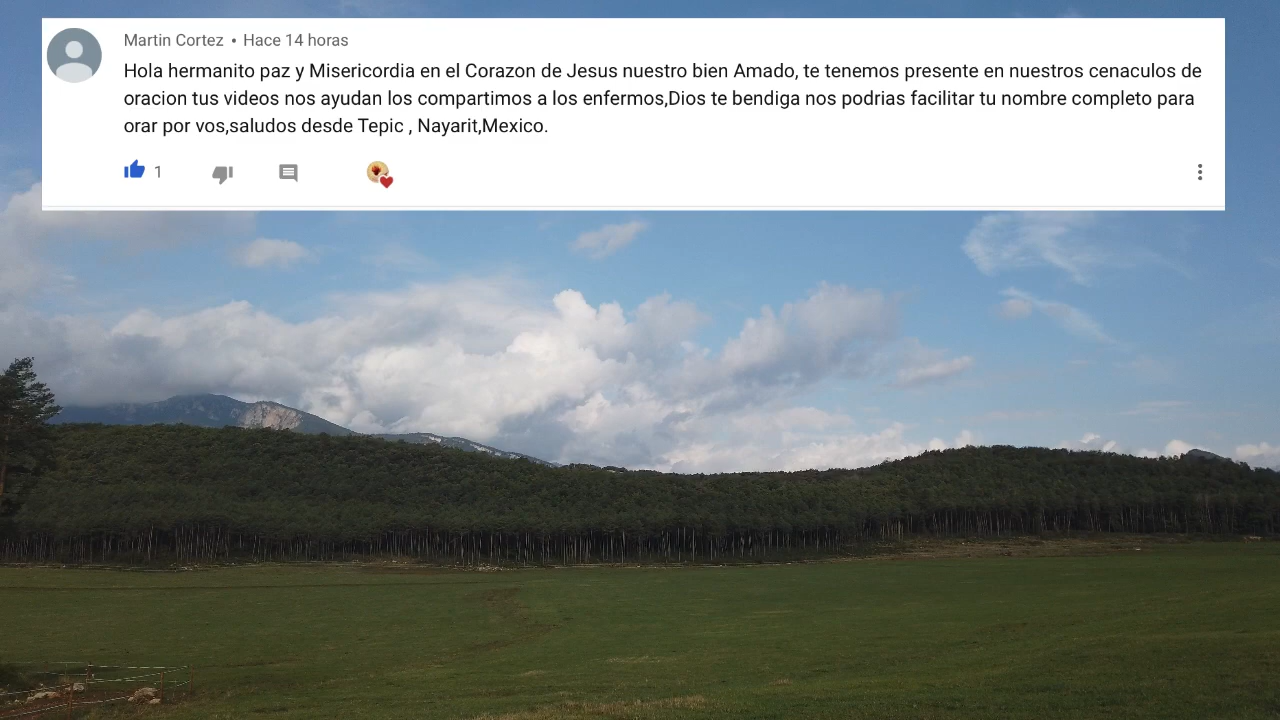 Martin Cortez • Hace 14 horas
Hola hermanito paz y Misericordia en el Corazon de Jesus nuestro bien Amado, te tenemos presente en nuestros cenaculos de
oracion tus videos nos ayudan los compartimos a los enfermos,Dios te bendiga nos podrias facilitar tu nombre completo para
orar por vos,saludos desde Tepic , Nayarit,Mexico.
1